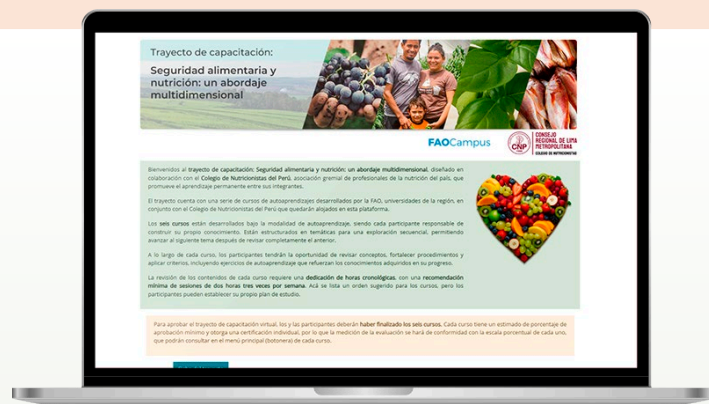 Trayecto de capacitación:
Seguridad alimentaria y
nutrición: un abordaje
multidimensional
FAOCampus
CNP
CONSEJO
REGIONAL DE LIMA
METROPOLITANA
COLEGIO DE NUTRICIONISTAS
Bienvenidos al trayecto de capacitación: Seguridad alimentaria y nutrición: un abordaje multidimensional, diseñado en
colaboración con el Colegio de Nutricionistas del Perú, asociación gremial de profesionales de la nutrición del país, que
promueve el aprendizaje permanente entre sus integrantes.
El trayecto cuenta con una serie de cursos de autoaprendizajes desarrollados por la FAO, universidades de la región, en
conjunto con el Colegio de Nutricionistas del Perú que quedarán alojados en esta plataforma.
Los seis cursos están desarrollados bajo la modalidad de autoaprendizaje, siendo cada participante responsable de
construir su propio conocimiento. Están estructurados en temáticas para una exploración secuencial, permitiendo
avanzar al siguiente tema después de revisar completamente el anterior.
A lo largo de cada curso, los participantes tendrán la oportunidad de revisar conceptos, fortalecer procedimientos y
aplicar criterios, incluyendo ejercicios de autoaprendizaje que refuerzan los conocimientos adquiridos en su progreso.
La revisión de los contenidos de cada curso requiere una dedicación de horas cronológicas, con una recomendación
mínima de sesiones de dos horas tres veces por semana. Acá se lista un orden sugerido para los cursos, pero los
participantes pueden establecer su propio plan de estudio.
Para aprobar el trayecto de capacitación virtual, los y las participantes deberán haber finalizado los seis cursos. Cada curso tiene un estimado de porcentaje de
aprobación mínimo y otorga una certificación individual, por lo que la medición de la evaluación se hará de conformidad con la escala porcentual de cada uno,
que podrán consultar en el menú principal (botonera) de cada curso.